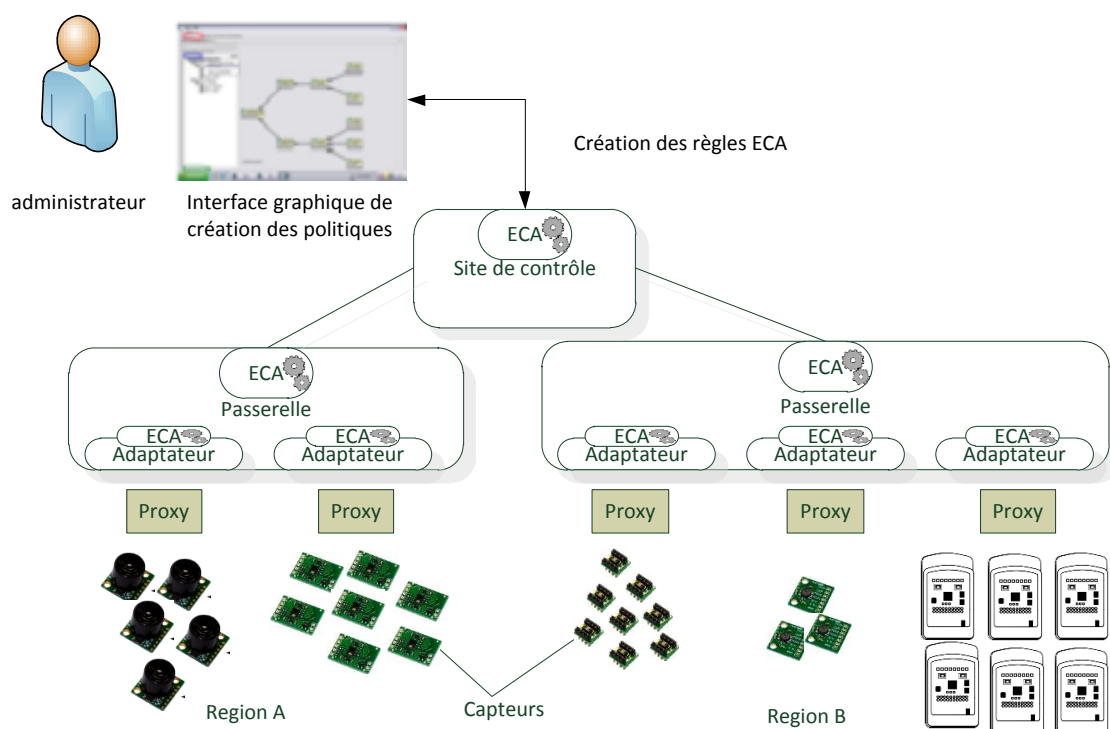 Création des règles ECA
administrateur
Interface graphique de
création des politiques
ECA
Site de contrôle
ECA
Passerelle
ECA
Passerelle
ECA
Adaptateur
ECA
Adaptateur
ECA
Adaptateur
ECA
Adaptateur
ECA
Adaptateur
Proxy
Proxy
Proxy
Proxy
Proxy
Region A
Capteurs
Region B